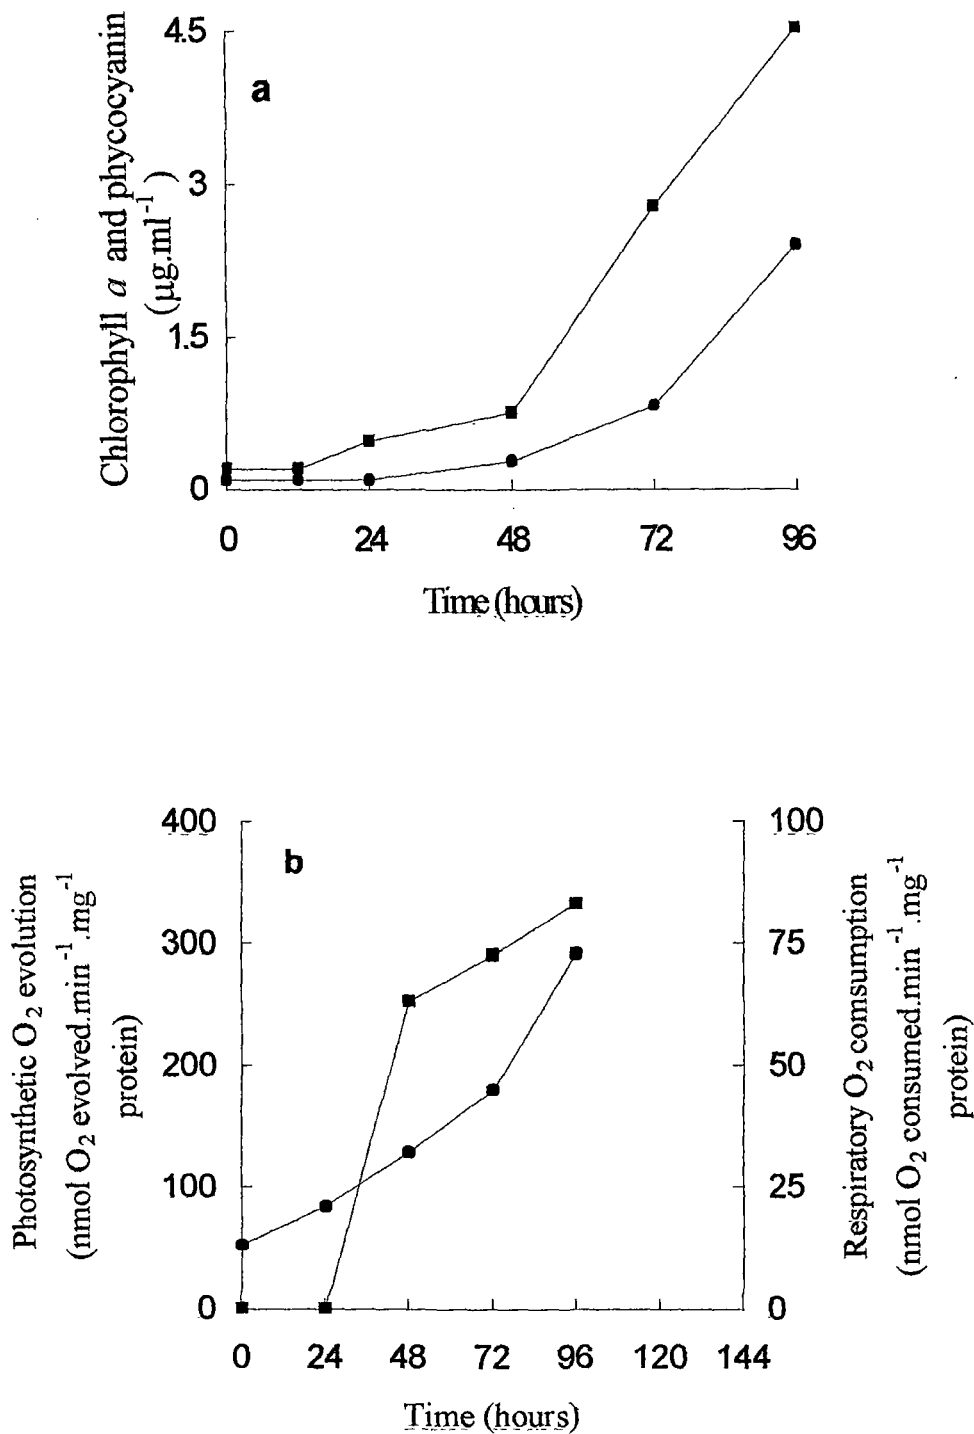 Chlorophyll a and phycocyanin
(µg.ml⁻¹)
4.5
3
1.5
0
a
0 24 48 72 96
Time (hours)
Photosynthetic O₂ evolution
(nmol O₂ evolved.min⁻¹.mg⁻¹
protein)
400
300
200
100
0
b
100
75
50
25
0
Respiratory O₂ comsumption
(nmol O₂ consumed.min⁻¹.mg⁻¹
protein)
0 24 48 72 96 120 144
Time (hours)